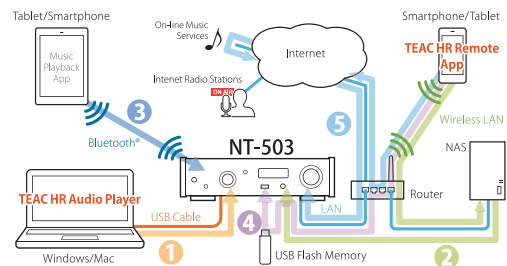 Tablet/Smartphone
Music
Playback
App
On-line Music
Services
Internet
Intenet Radio Stations
ON AIR
Smartphone/Tablet
TEAC HR Remote
App
3
5
Bluetooth®
Wireless LAN
NT-503
NAS
TEAC HR Audio Player
USB Cable
4
LAN
Router
1
Windows/Mac
USB Flash Memory
2